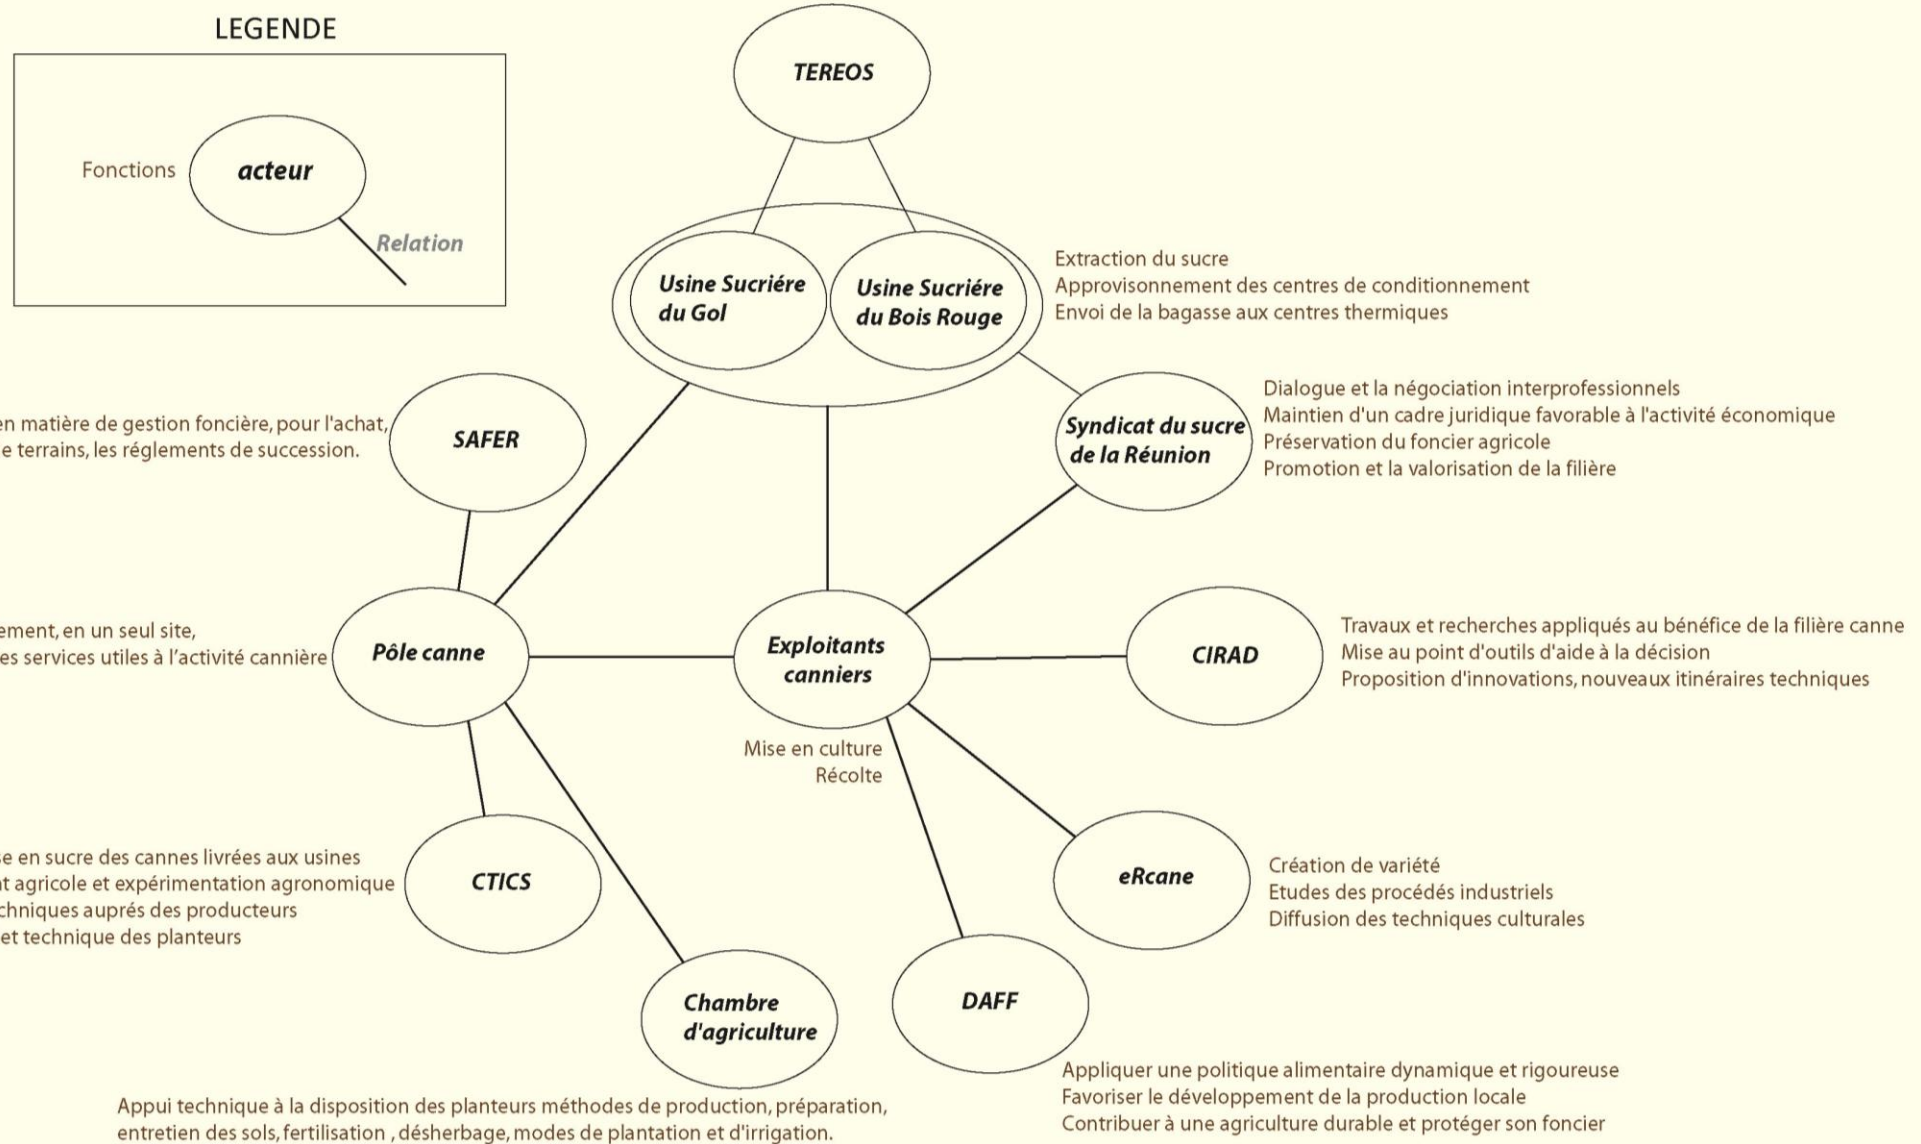 LEGENDE
Fonctions
acteur
Relation
TEREOS
Usine Sucriére
du Gol
Usine Sucriére
du Bois Rouge
Extraction du sucre
Approvisonnement des centres de conditionnement
Envoi de la bagasse aux centres thermiques
en matière de gestion foncière, pour l'achat,
e terrains, les réglements de succession.
SAFER
Syndicat du sucre
de la Réunion
Dialogue et la négociation interprofessionnels
Maintien d'un cadre juridique favorable à l'activité économique
Préservation du foncier agricole
Promotion et la valorisation de la filière
ement, en un seul site,
es services utiles à l’activité cannière
Pôle canne
Exploitants
canniers
Mise en culture
Récolte
CIRAD
Travaux et recherches appliqués au bénéfice de la filière canne
Mise au point d'outils d'aide à la décision
Proposition d'innovations, nouveaux itinéraires techniques
se en sucre des cannes livrées aux usines
t agricole et expérimentation agronomique
chniques auprés des producteurs
et technique des planteurs
CTICS
eRcane
Création de variété
Etudes des procédés industriels
Diffusion des techniques culturales
Chambre
d'agriculture
DAFF
Appui technique à la disposition des planteurs méthodes de production, préparation,
entretien des sols, fertilisation , désherbage, modes de plantation et d'irrigation.
Appliquer une politique alimentaire dynamique et rigoureuse
Favoriser le développement de la production locale
Contribuer à une agriculture durable et protéger son foncier